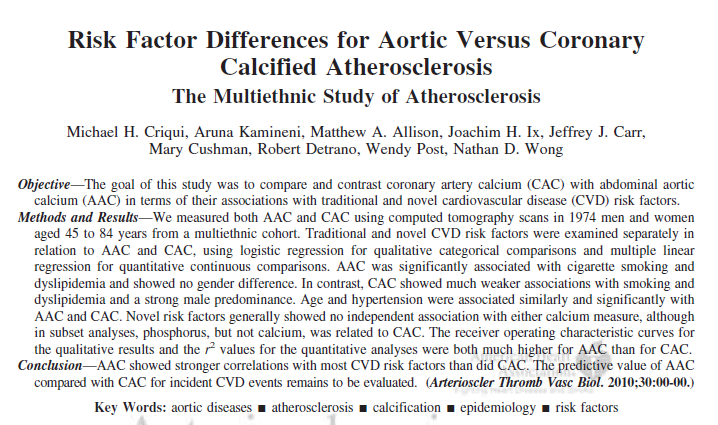 Risk Factor Differences for Aortic Versus Coronary
Calcified Atherosclerosis
The Multiethnic Study of Atherosclerosis
Michael H. Criqui, Aruna Kamineni, Matthew A. Allison, Joachim H. Ix, Jeffrey J. Carr,
Mary Cushman, Robert Detrano, Wendy Post, Nathan D. Wong
Objective—The goal of this study was to compare and contrast coronary artery calcium (CAC) with abdominal aortic
calcium (AAC) in terms of their associations with traditional and novel cardiovascular disease (CVD) risk factors.
Methods and Results—We measured both AAC and CAC using computed tomography scans in 1974 men and women
aged 45 to 84 years from a multiethnic cohort. Traditional and novel CVD risk factors were examined separately in
relation to AAC and CAC, using logistic regression for qualitative categorical comparisons and multiple linear
regression for quantitative continuous comparisons. AAC was significantly associated with cigarette smoking and
dyslipidemia and showed no gender difference. In contrast, CAC showed much weaker associations with smoking and
dyslipidemia and a strong male predominance. Age and hypertension were associated similarly and significantly with
AAC and CAC. Novel risk factors generally showed no independent association with either calcium measure, although
in subset analyses, phosphorus, but not calcium, was related to CAC. The receiver operating characteristic curves for
the qualitative results and the r² values for the quantitative analyses were both much higher for AAC than for CAC.
Conclusion—AAC showed stronger correlations with most CVD risk factors than did CAC. The predictive value of AAC
compared with CAC for incident CVD events remains to be evaluated. (Arterioscler Thromb Vasc Biol. 2010;30:00-00.)
Key Words: aortic diseases ■ atherosclerosis ■ calcification ■ epidemiology ■ risk factors